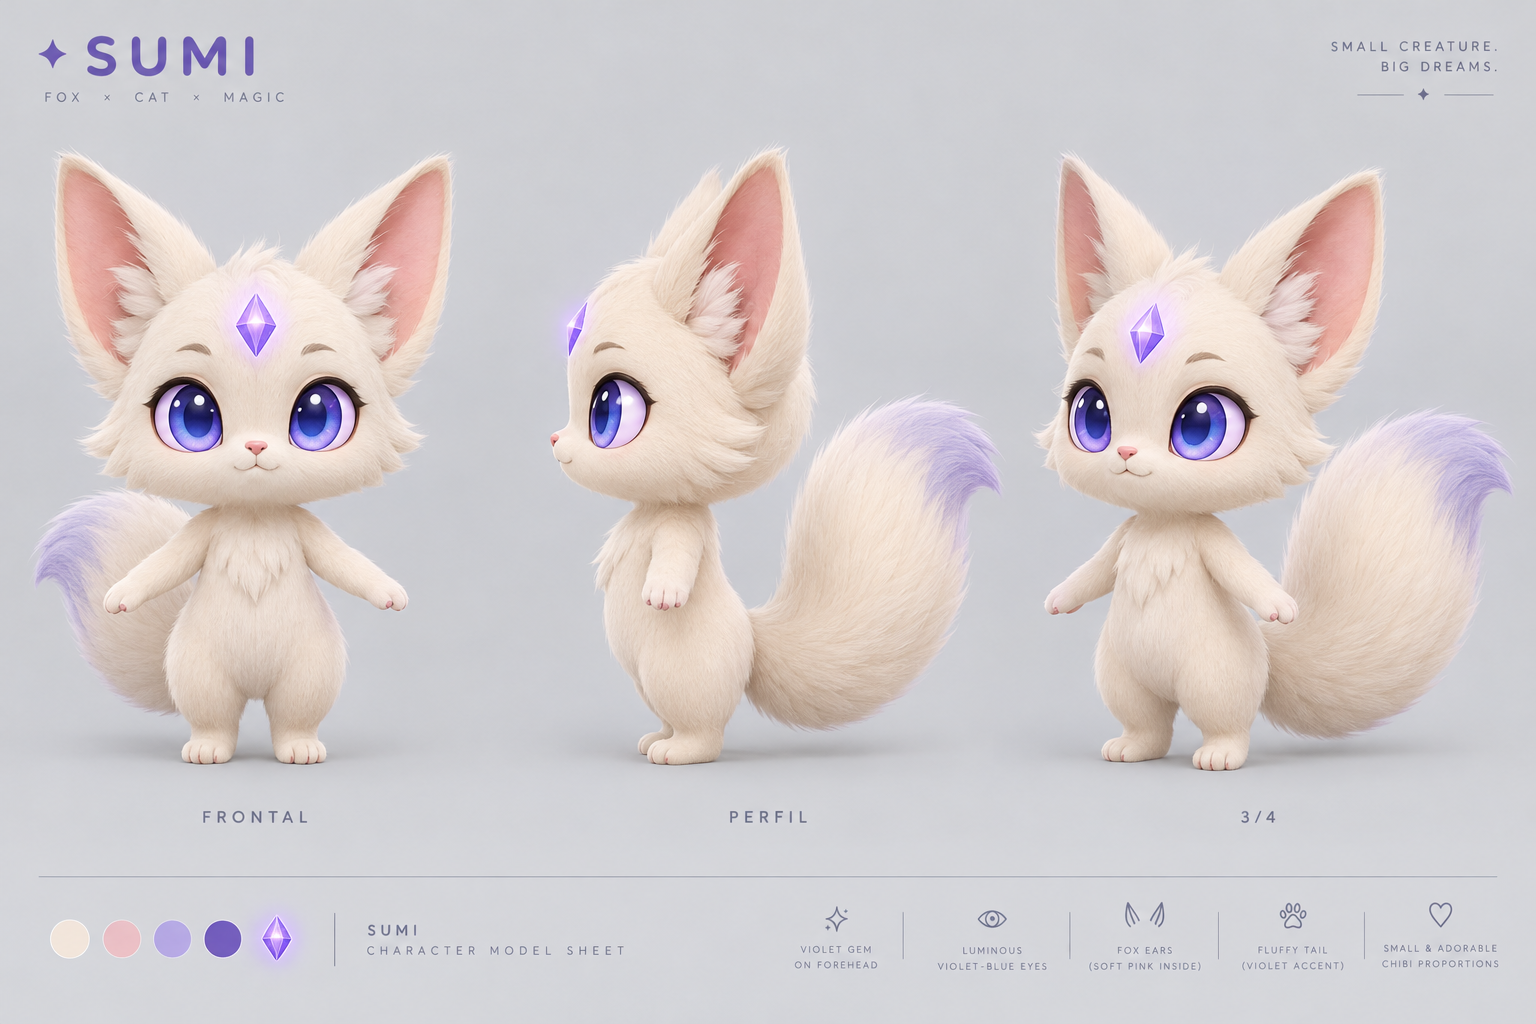 SUMI
FOX × CAT × MAGIC
SMALL CREATURE.
BIG DREAMS.
FRONTAL
PERFIL
3/4
SUMI
CHARACTER MODEL SHEET
VIOLET GEM
ON FOREHEAD
LUMINOUS
VIOLET-BLUE EYES
FOX EARS
(SOFT PINK INSIDE)
FLUFFY TAIL
(VIOLET ACCENT)
SMALL & ADORABLE
CHIBI PROPORTIONS